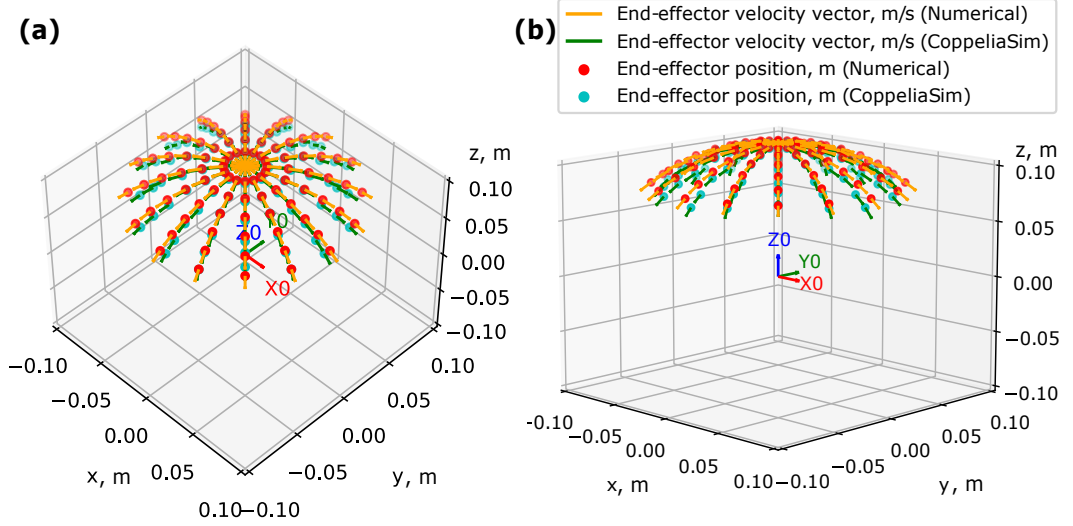 (a)
z, m
0.10
0.05
0.00
−0.05
−0.10
Z0
Y0
X0
−0.10
−0.05
0.00
0.05
0.10
−0.10
−0.05
0.00
0.05
0.10
x, m
y, m
(b)
End-effector velocity vector, m/s (Numerical)
End-effector velocity vector, m/s (CoppeliaSim)
End-effector position, m (Numerical)
End-effector position, m (CoppeliaSim)
z, m
0.10
0.05
0.00
−0.05
−0.10
Z0
Y0
X0
-0.10
−0.05
0.00
0.05
0.10
−0.10
−0.05
0.00
0.05
0.10
x, m
y, m